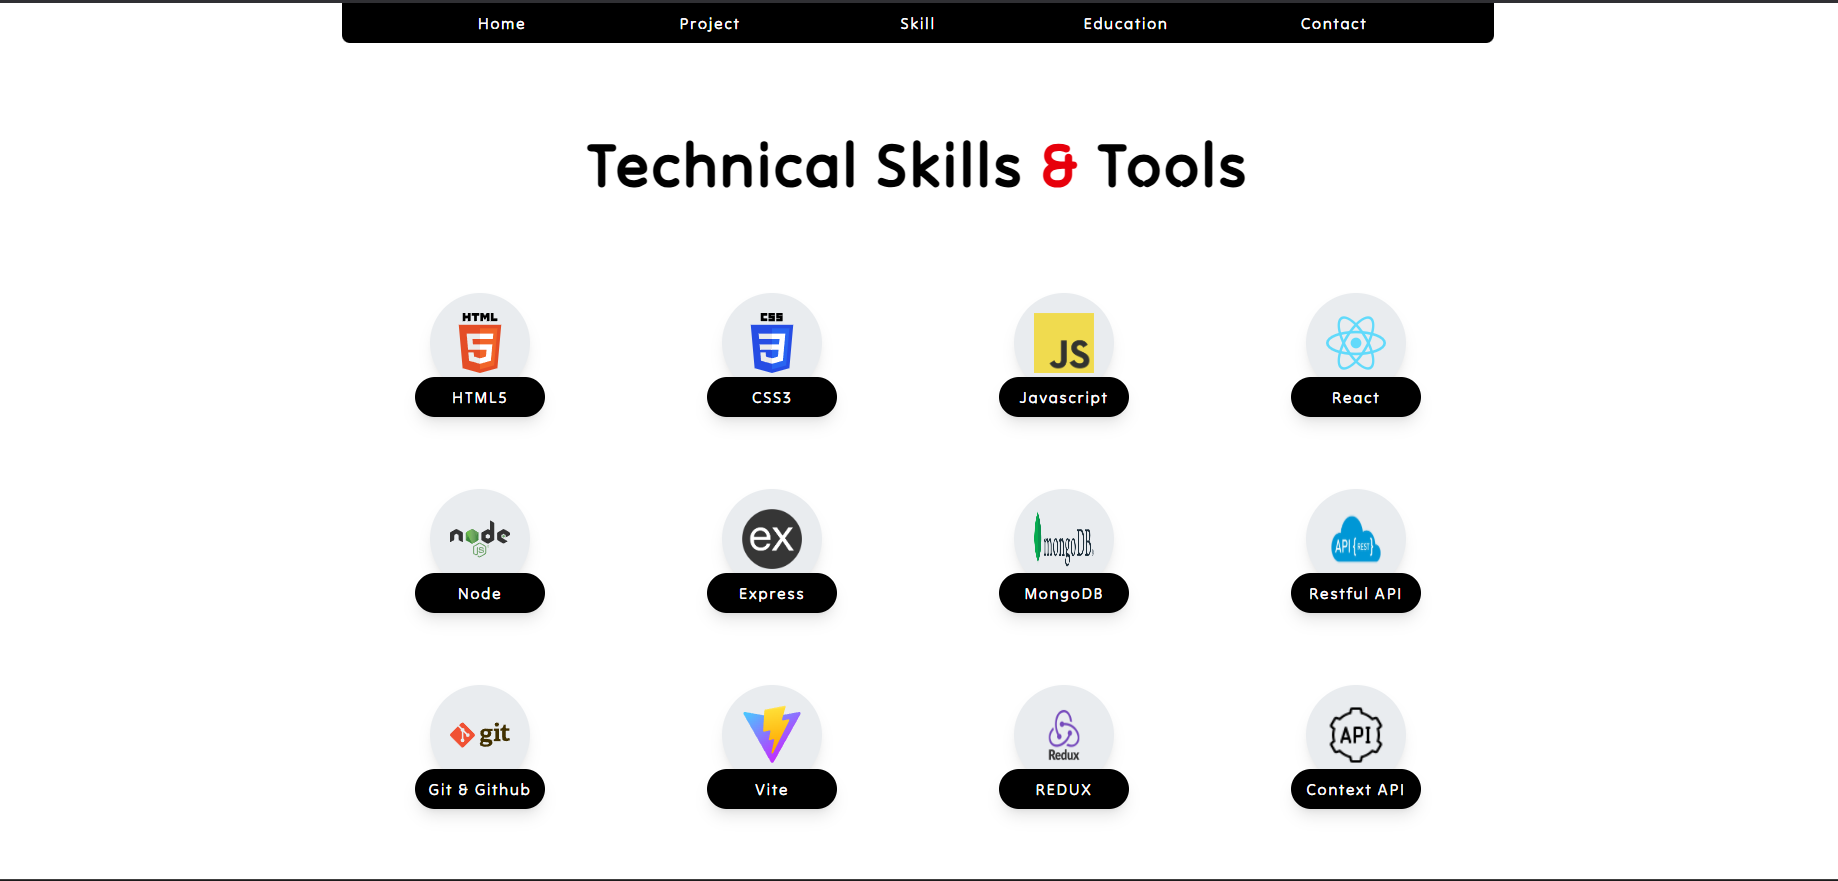 Home Project Skill Education Contact
Technical Skills & Tools
HTML
5
HTML5
CSS
3
CSS3
JS
Javascript
React
node
JS
Node
ex
Express
mongoDB
MongoDB
API {REST}
Restful API
git
Git & Github
Vite
Redux
REDUX
API
Context API